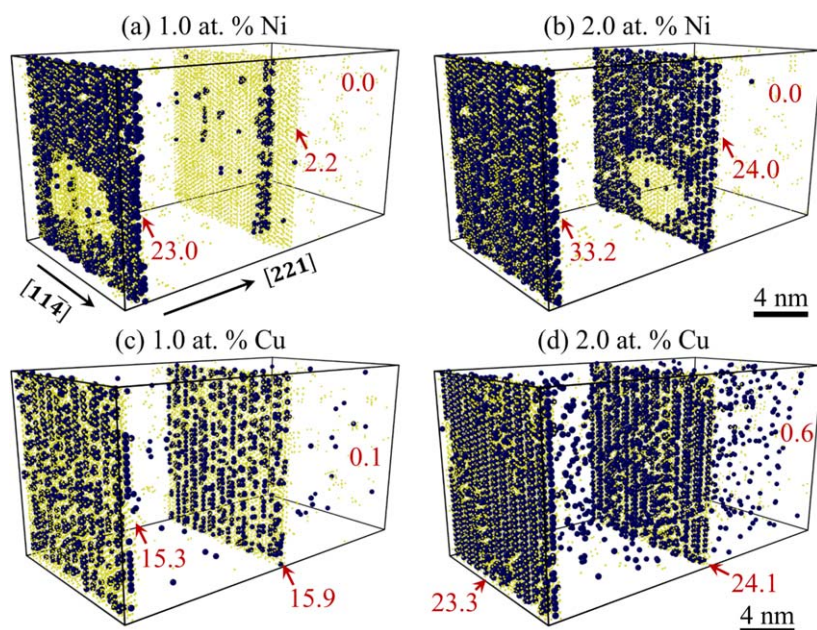 (a) 1.0 at. % Ni
(b) 2.0 at. % Ni
0.0
2.2
23.0
[114̄]
[221]
0.0
24.0
33.2
4 nm
(c) 1.0 at. % Cu
(d) 2.0 at. % Cu
0.1
15.3
15.9
0.6
23.3
24.1
4 nm